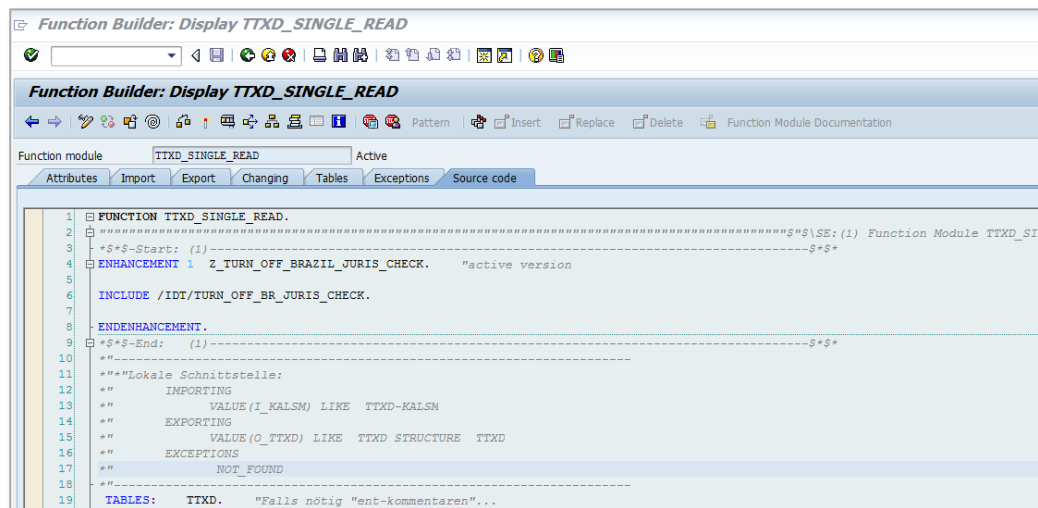 Function Builder: Display TTXD_SINGLE_READ
Function Builder: Display TTXD_SINGLE_READ
Pattern Insert Replace Delete Function Module Documentation
Function module TTXD_SINGLE_READ Active
Attributes Import Export Changing Tables Exceptions Source code
1 FUNCTION TTXD_SINGLE_READ.
2 """""""""""""""""""""""""""""""""""""""""""""""""""""""""""""""""""""""""""""""""""""""""""$"$\SE:(1) Function Module TTXD_SI
3 *$*$-Start: (1)---------------------------------------------------------------------------------$*$*
4 ENHANCEMENT 1  Z_TURN_OFF_BRAZIL_JURIS_CHECK.    "active version
5
6 INCLUDE /IDT/TURN_OFF_BR_JURIS_CHECK.
7
8 ENDENHANCEMENT.
9 *$*$-End:   (1)---------------------------------------------------------------------------------$*$*
10 *"----------------------------------------------------------------------
11 *"*"Lokale Schnittstelle:
12 *"       IMPORTING
13 *"             VALUE(I_KALSM) LIKE  TTXD-KALSM
14 *"       EXPORTING
15 *"             VALUE(O_TTXD) LIKE  TTXD STRUCTURE  TTXD
16 *"       EXCEPTIONS
17 *"              NOT_FOUND
18 *"----------------------------------------------------------------------
19 TABLES:    TTXD.    "Falls nötig "ent-kommentaren"...